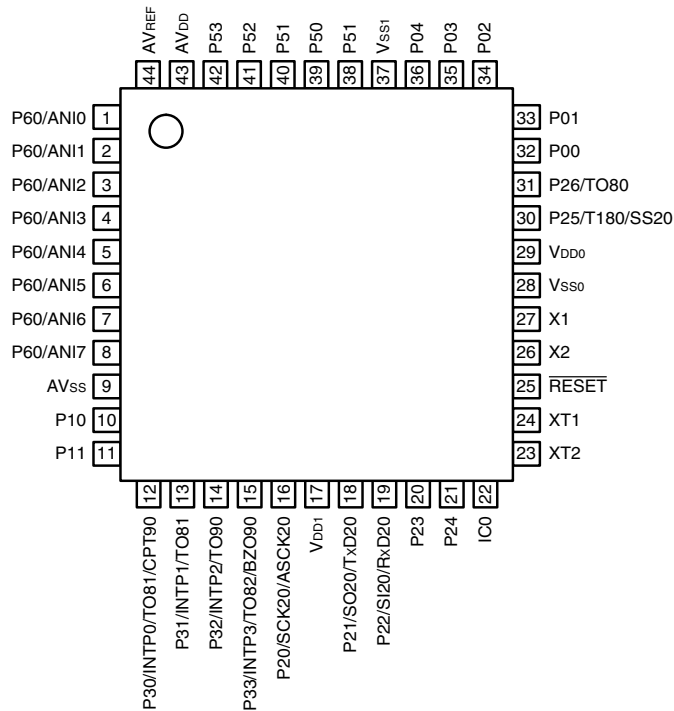 AVREF
AVDD
P53
P52
P51
P50
P51
VSS1
P04
P03
P02
44
43
42
41
40
39
38
37
36
35
34
P60/ANI0 1
P60/ANI1 2
P60/ANI2 3
P60/ANI3 4
P60/ANI4 5
P60/ANI5 6
P60/ANI6 7
P60/ANI7 8
AVSS 9
P10 10
P11 11
33 P01
32 P00
31 P26/TO80
30 P25/T180/SS20
29 VDD0
28 VSS0
27 X1
26 X2
25 RESET
24 XT1
23 XT2
12
13
14
15
16
17
18
19
20
21
22
P30/INTP0/TO81/CPT90
P31/INTP1/TO81
P32/INTP2/TO90
P33/INTP3/TO82/BZO90
P20/SCK20/ASCK20
VDD1
P21/SO20/TxD20
P22/SI20/RxD20
P23
P24
IC0